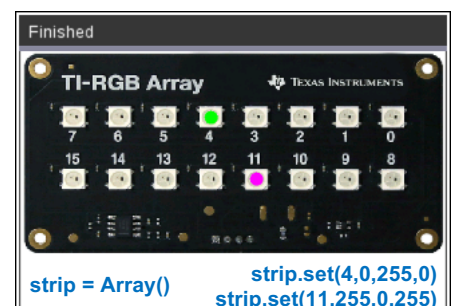 Finished
TI-RGB Array
TEXAS INSTRUMENTS
7 6 5 4 3 2 1 0
15 14 13 12 11 10 9 8
strip = Array()
strip.set(4,0,255,0)
strip.set(11,255,0,255)